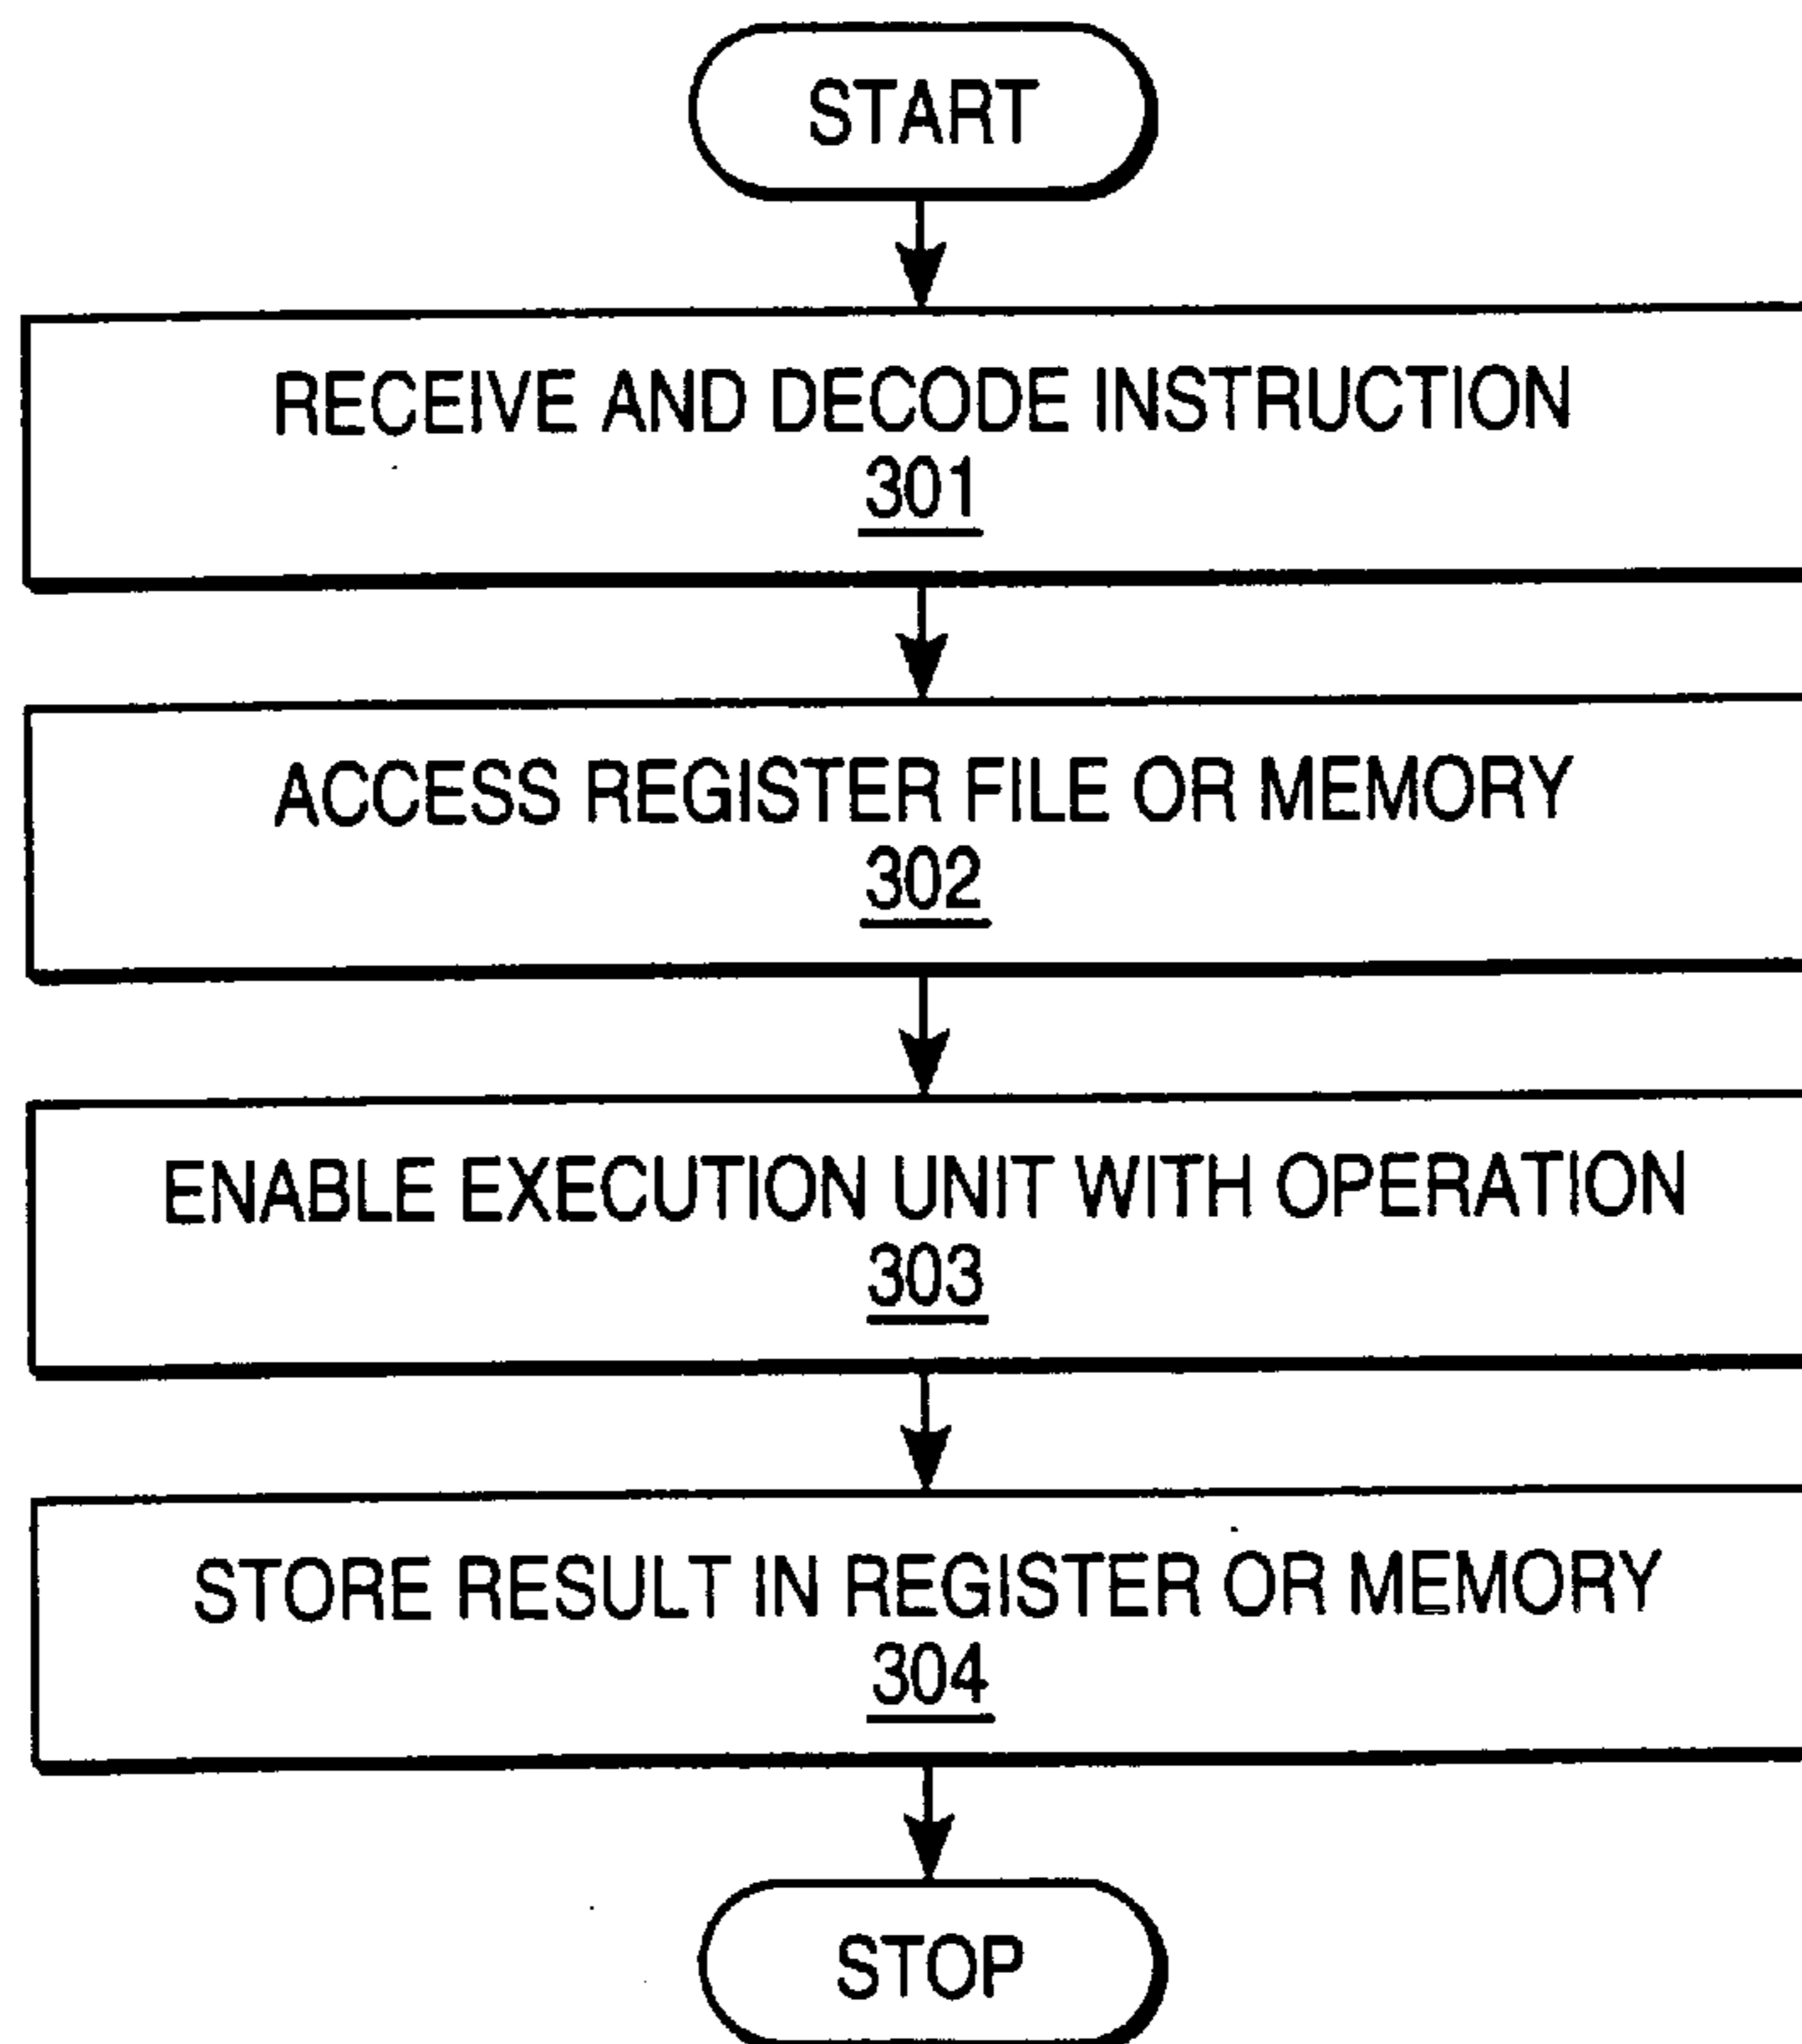 START
RECEIVE AND DECODE INSTRUCTION
301
ACCESS REGISTER FILE OR MEMORY
302
ENABLE EXECUTION UNIT WITH OPERATION
303
STORE RESULT IN REGISTER OR MEMORY
304
STOP